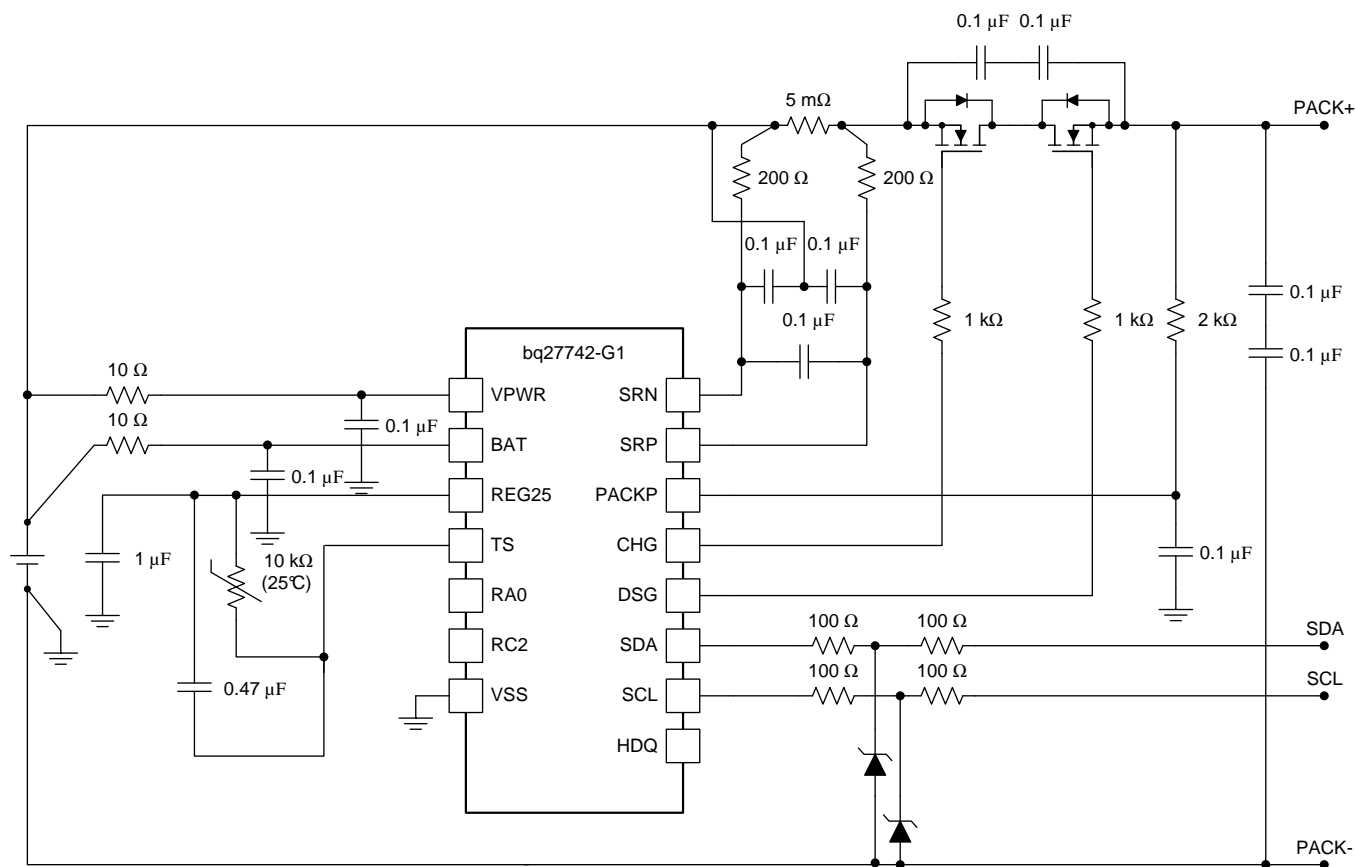 0.1 µF 0.1 µF
5 mΩ
PACK+
200 Ω 200 Ω
0.1 µF 0.1 µF
0.1 µF
1 kΩ 1 kΩ 2 kΩ
0.1 µF
0.1 µF
bq27742-G1
10 Ω
VPWR SRN
10 Ω
0.1 µF
BAT SRP
0.1 µF
REG25 PACKP
TS CHG
1 µF
10 kΩ
(25°C)
0.1 µF
RA0 DSG
100 Ω 100 Ω
SDA
RC2 SDA
100 Ω 100 Ω
SCL
0.47 µF
VSS SCL
HDQ
PACK-